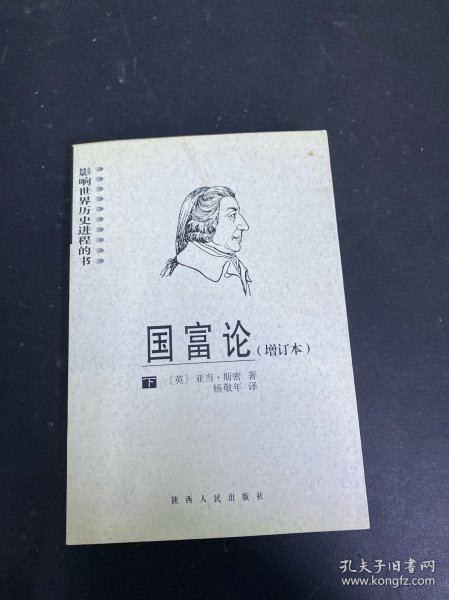 影响世界历史进程的书
国富论(增订本)
下 〔英〕亚当·斯密 著
杨敬年 译
陕西人民出版社
孔夫子旧书网
www.kongfz.com